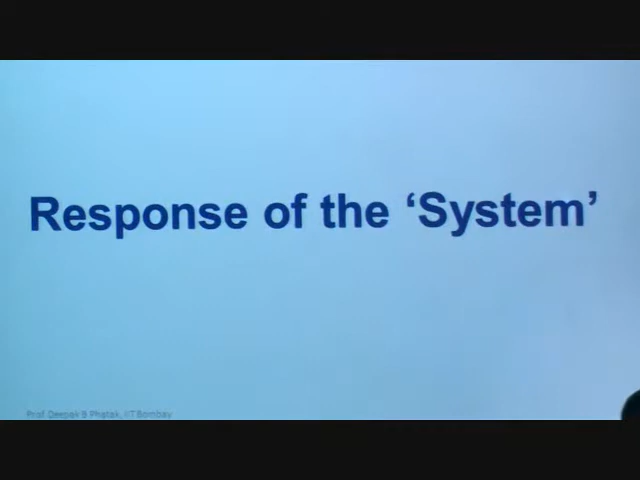 Response of the ‘System’
Prof. Deepak B Phatak, IIT Bombay